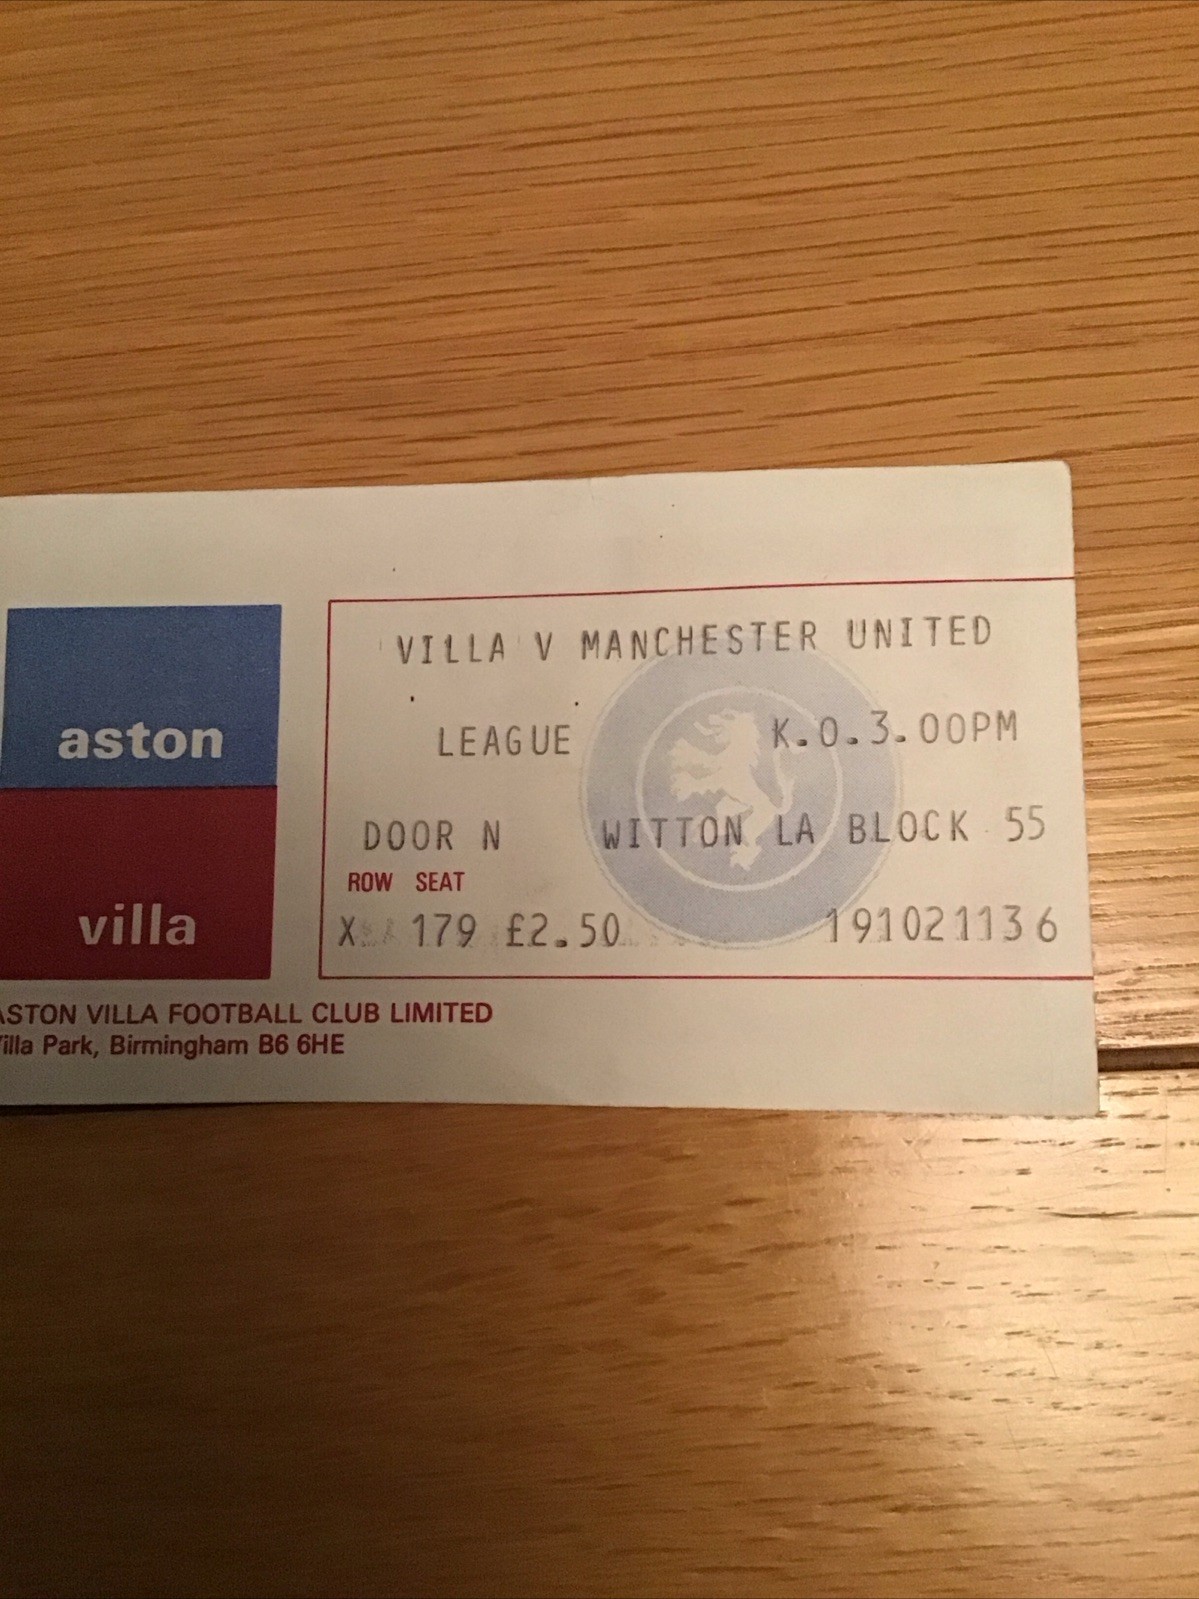 aston
villa
VILLA V MANCHESTER UNITED
LEAGUE K.O.3.00PM
DOOR N WITTON LA BLOCK 55
ROW SEAT
X 179 £2.50 191021136
ASTON VILLA FOOTBALL CLUB LIMITED
Villa Park, Birmingham B6 6HE